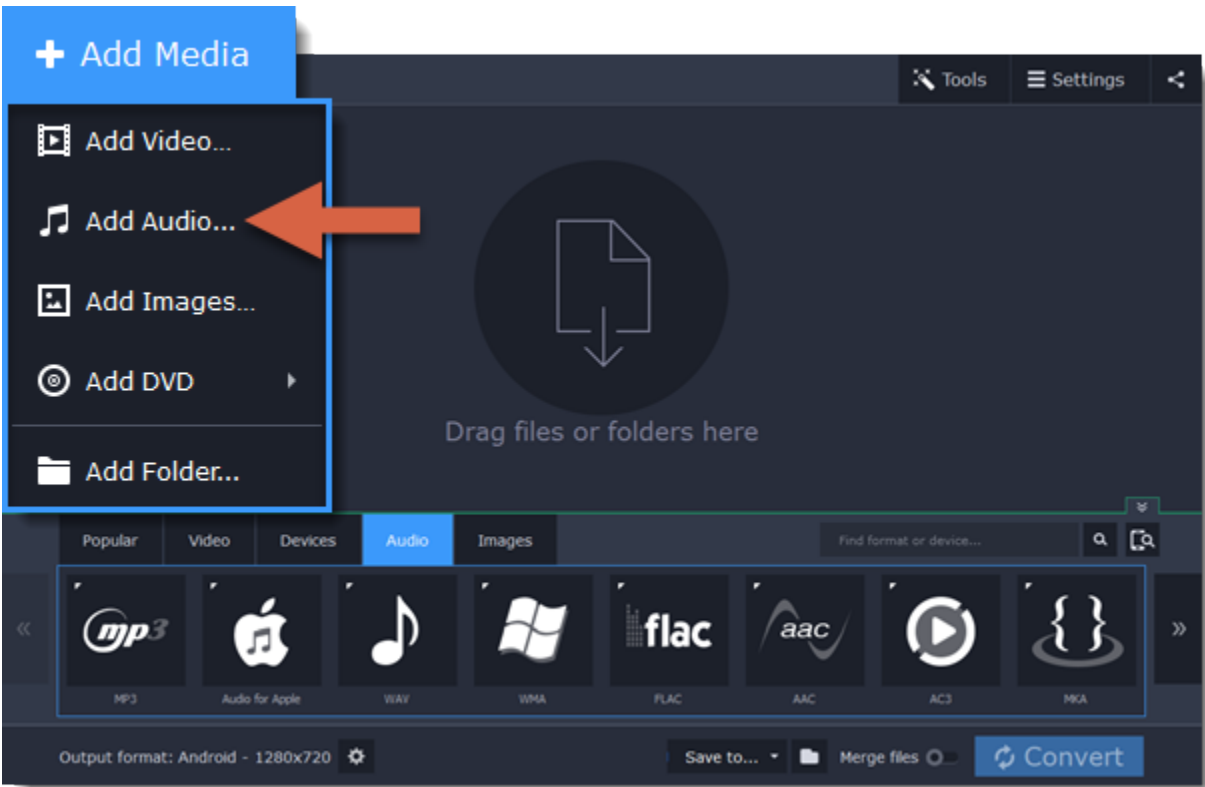 Add Media
Tools
Settings
Add Video...
Add Audio...
Add Images...
Add DVD
Add Folder...
Drag files or folders here
Popular
Video
Devices
Audio
Images
Find format or device...
mp3
flac
aac
MP3
Audio for Apple
WAV
WMA
FLAC
AAC
AC3
MKA
Output format: Android - 1280x720
Save to...
Merge files
Convert